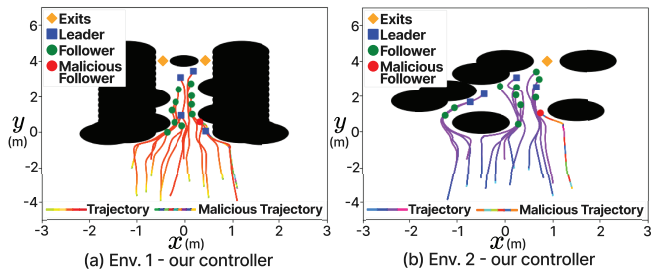 (a)
Exits
Leader
Follower
Malicious
Follower
6
4
2
0
−2
−4
y
(m)
Trajectory
Malicious Trajectory
−3
−2
−1
0
1
2
3
x(m)
(a) Env. 1 - our controller
(b)
Exits
Leader
Follower
Malicious
Follower
6
4
2
0
−2
−4
y
(m)
Trajectory
Malicious Trajectory
−3
−2
−1
0
1
2
3
x(m)
(b) Env. 2 - our controller